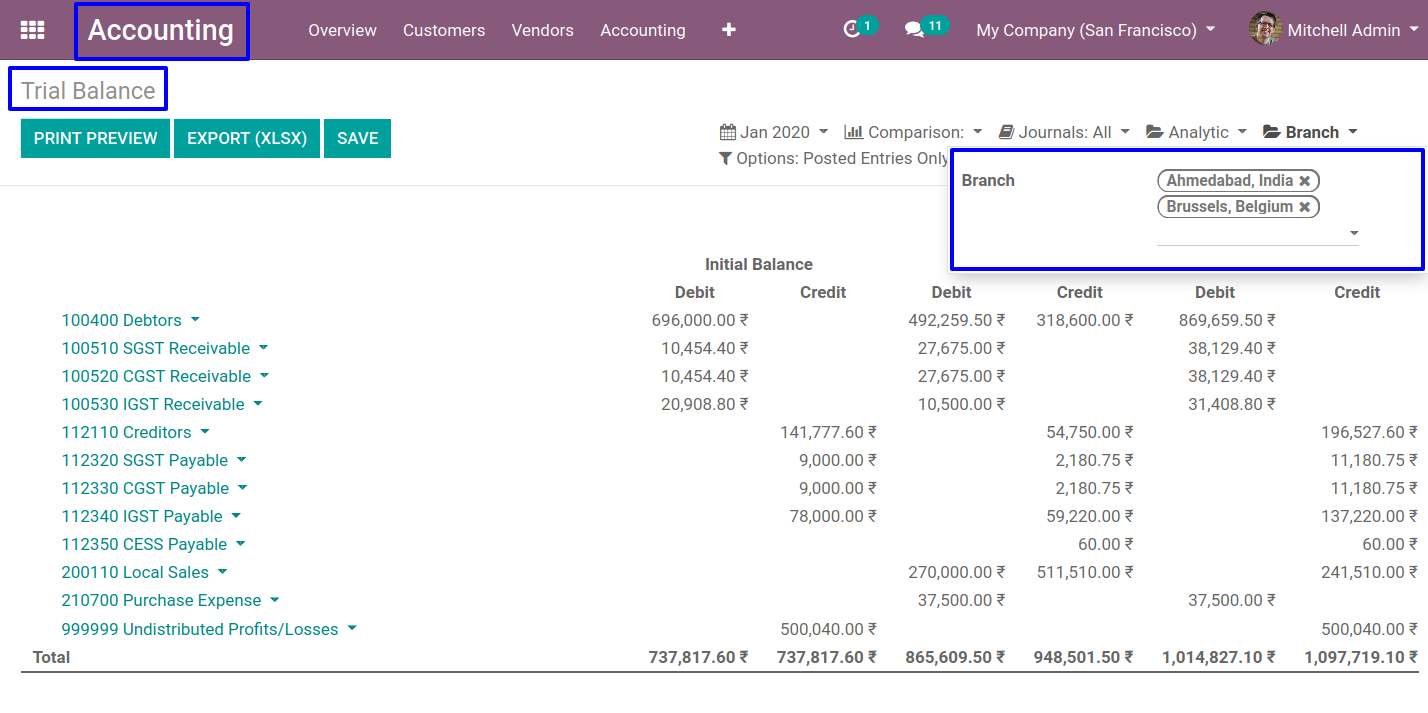 Accounting Overview Customers Vendors Accounting 1 11 My Company (San Francisco) Mitchell Admin
Trial Balance
PRINT PREVIEW EXPORT (XLSX) SAVE Jan 2020 Comparison: Journals: All Analytic Branch
Options: Posted Entries Only
Branch Ahmedabad, India
Brussels, Belgium
Initial Balance
Debit Credit Debit Credit Debit Credit
100400 Debtors 696,000.00 ₹ 492,259.50 ₹ 318,600.00 ₹ 869,659.50 ₹
100510 SGST Receivable 10,454.40 ₹ 27,675.00 ₹ 38,129.40 ₹
100520 CGST Receivable 10,454.40 ₹ 27,675.00 ₹ 38,129.40 ₹
100530 IGST Receivable 20,908.80 ₹ 10,500.00 ₹ 31,408.80 ₹
112110 Creditors 141,777.60 ₹ 54,750.00 ₹ 196,527.60 ₹
112320 SGST Payable 9,000.00 ₹ 2,180.75 ₹ 11,180.75 ₹
112330 CGST Payable 9,000.00 ₹ 2,180.75 ₹ 11,180.75 ₹
112340 IGST Payable 78,000.00 ₹ 59,220.00 ₹ 137,220.00 ₹
112350 CESS Payable 60.00 ₹ 60.00 ₹
200110 Local Sales 270,000.00 ₹ 511,510.00 ₹ 241,510.00 ₹
210700 Purchase Expense 37,500.00 ₹ 37,500.00 ₹
999999 Undistributed Profits/Losses 500,040.00 ₹ 500,040.00 ₹
Total 737,817.60 ₹ 737,817.60 ₹ 865,609.50 ₹ 948,501.50 ₹ 1,014,827.10 ₹ 1,097,719.10 ₹